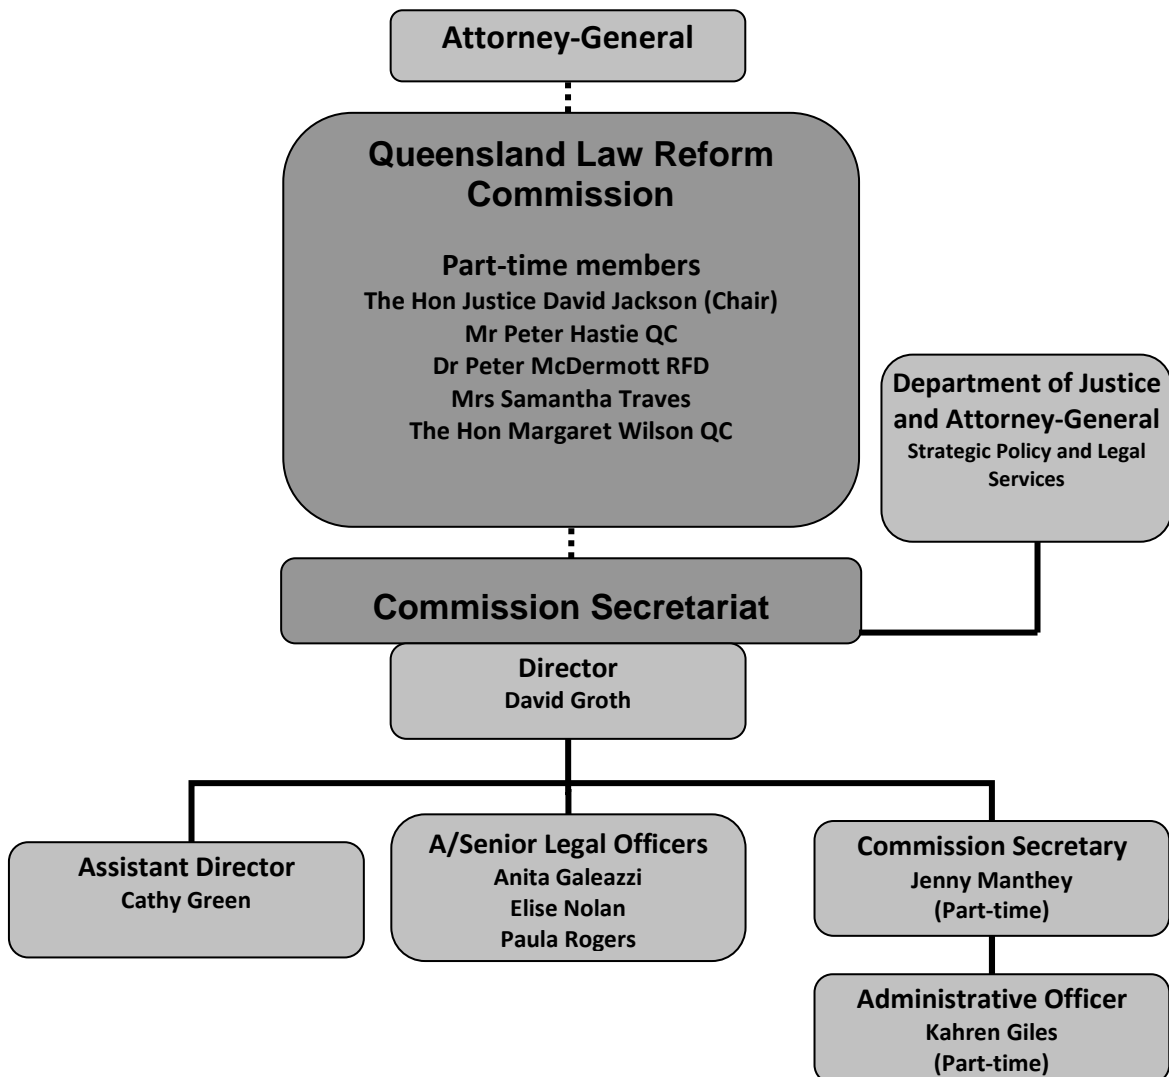 Attorney-General
Queensland Law Reform
Commission
Part-time members
The Hon Justice David Jackson (Chair)
Mr Peter Hastie QC
Dr Peter McDermott RFD
Mrs Samantha Traves
The Hon Margaret Wilson QC
Department of Justice
and Attorney-General
Strategic Policy and Legal
Services
Commission Secretariat
Director
David Groth
Assistant Director
Cathy Green
A/Senior Legal Officers
Anita Galeazzi
Elise Nolan
Paula Rogers
Commission Secretary
Jenny Manthey
(Part-time)
Administrative Officer
Kahren Giles
(Part-time)